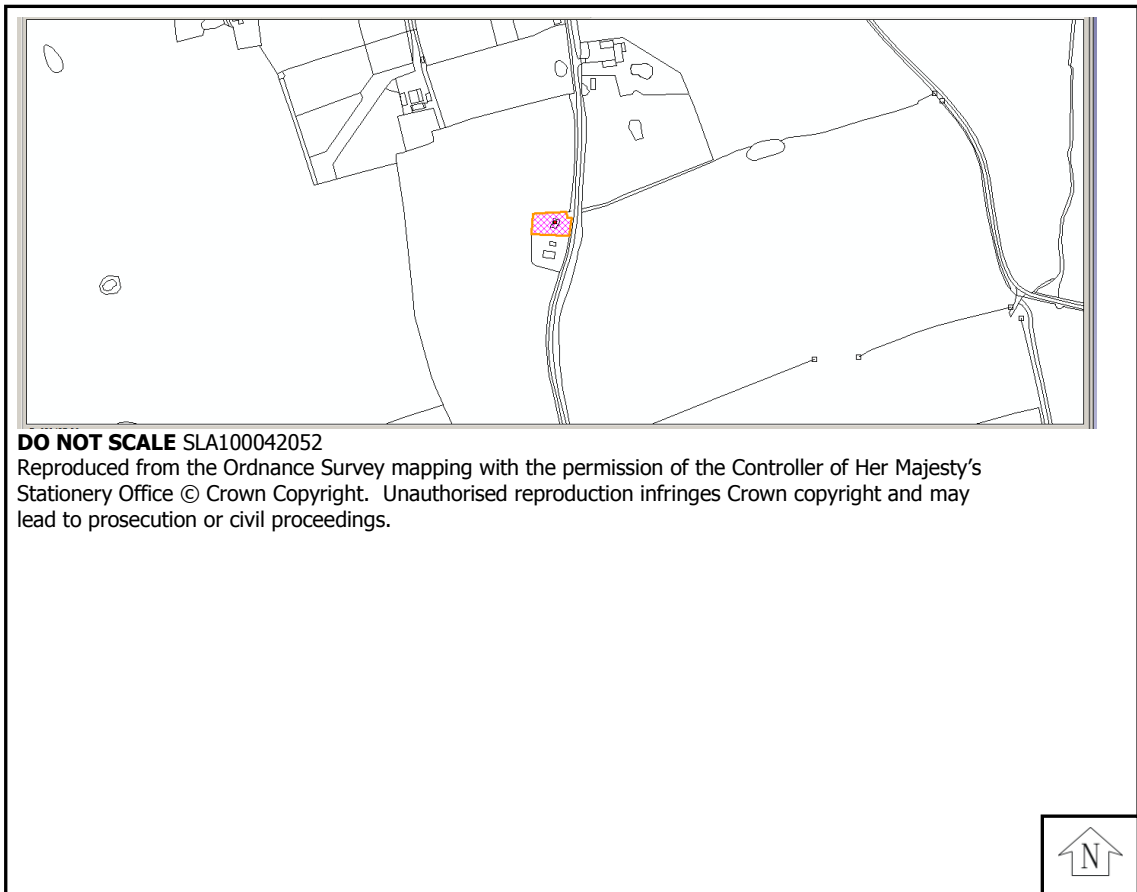 DO NOT SCALE SLA100042052
Reproduced from the Ordnance Survey mapping with the permission of the Controller of Her Majesty's
Stationery Office © Crown Copyright. Unauthorised reproduction infringes Crown copyright and may
lead to prosecution or civil proceedings.
N